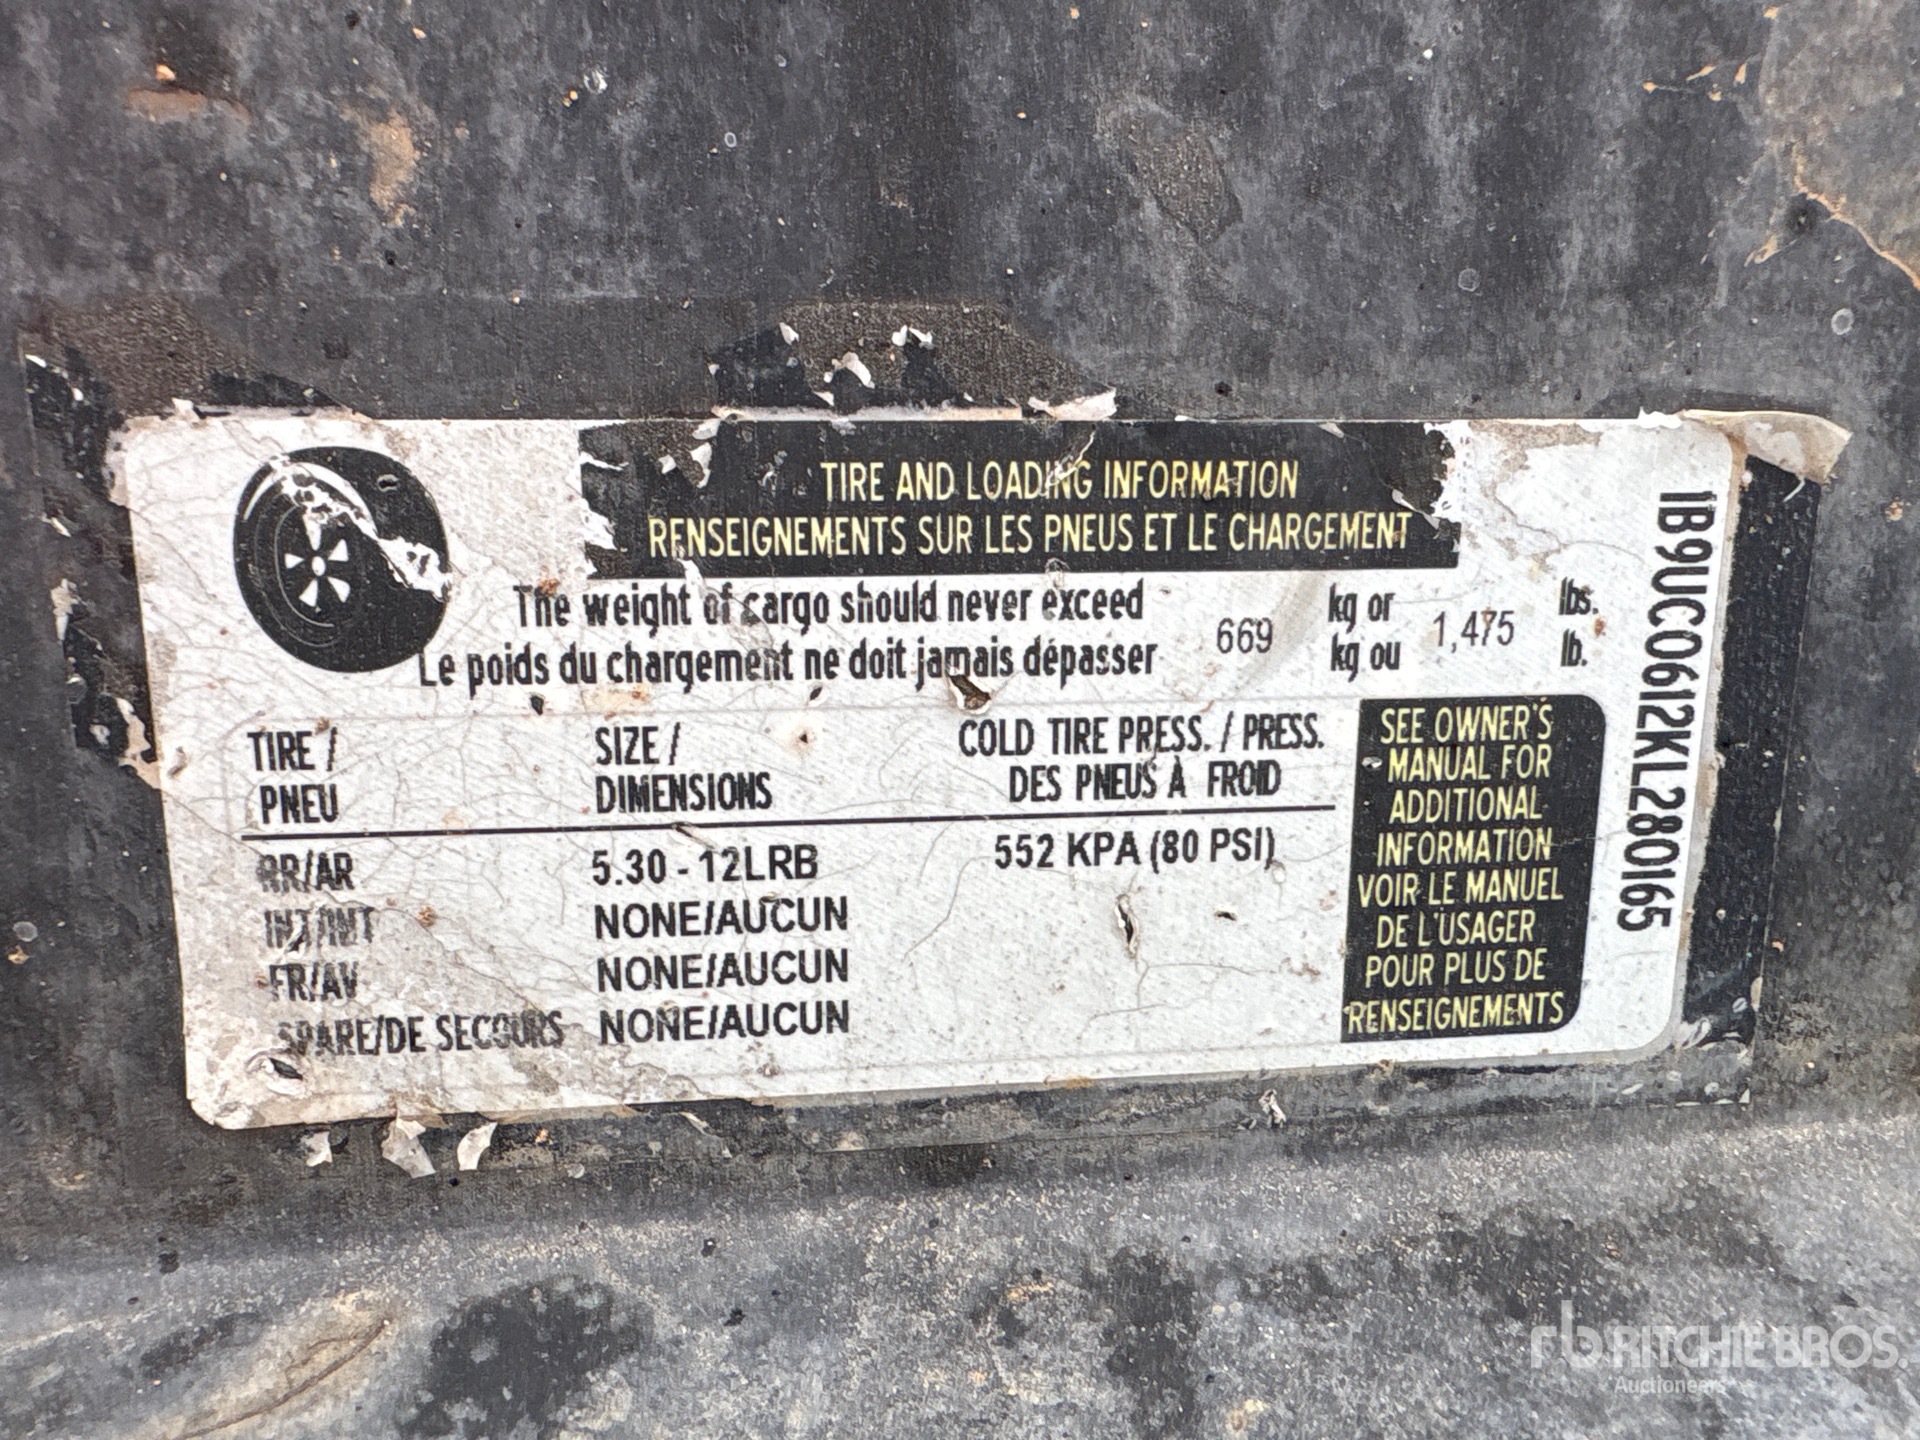 TIRE AND LOADING INFORMATION
RENSEIGNEMENTS SUR LES PNEUS ET LE CHARGEMENT
The weight of cargo should never exceed 669 kg or 1,475 lbs.
Le poids du chargement ne doit jamais dépasser kg ou lb.
TIRE / SIZE / COLD TIRE PRESS. / PRESS.
PNEU DIMENSIONS DES PNEUS À FROID
RR/AR 5.30 - 12LRB 552 KPA (80 PSI)
INT/INT NONE/AUCUN
FR/AV NONE/AUCUN
SPARE/DE SECOURS NONE/AUCUN
SEE OWNER'S
MANUAL FOR
ADDITIONAL
INFORMATION
VOIR LE MANUEL
DE L'USAGER
POUR PLUS DE
RENSEIGNEMENTS
1B9UC0612KL280165
rb RITCHIE BROS.
Auctioneers